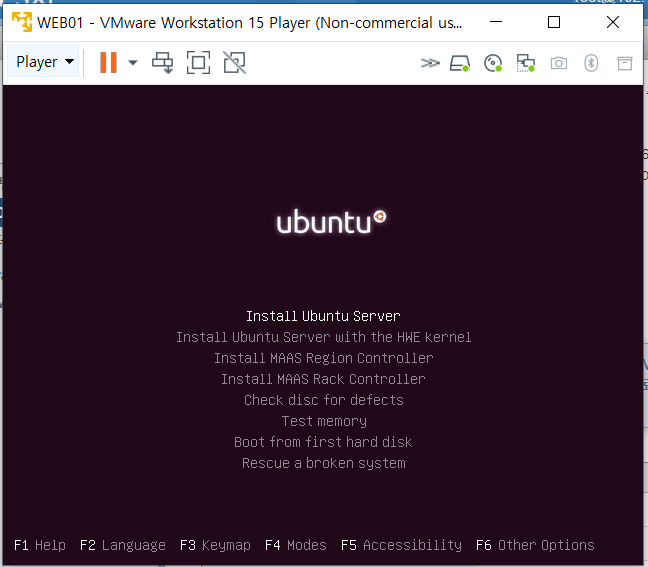 WEB01 - VMware Workstation 15 Player (Non-commercial us...
Player
ubuntu
Install Ubuntu Server
Install Ubuntu Server with the HWE kernel
Install MAAS Region Controller
Install MAAS Rack Controller
Check disc for defects
Test memory
Boot from first hard disk
Rescue a broken system
F1 Help F2 Language F3 Keymap F4 Modes F5 Accessibility F6 Other Options